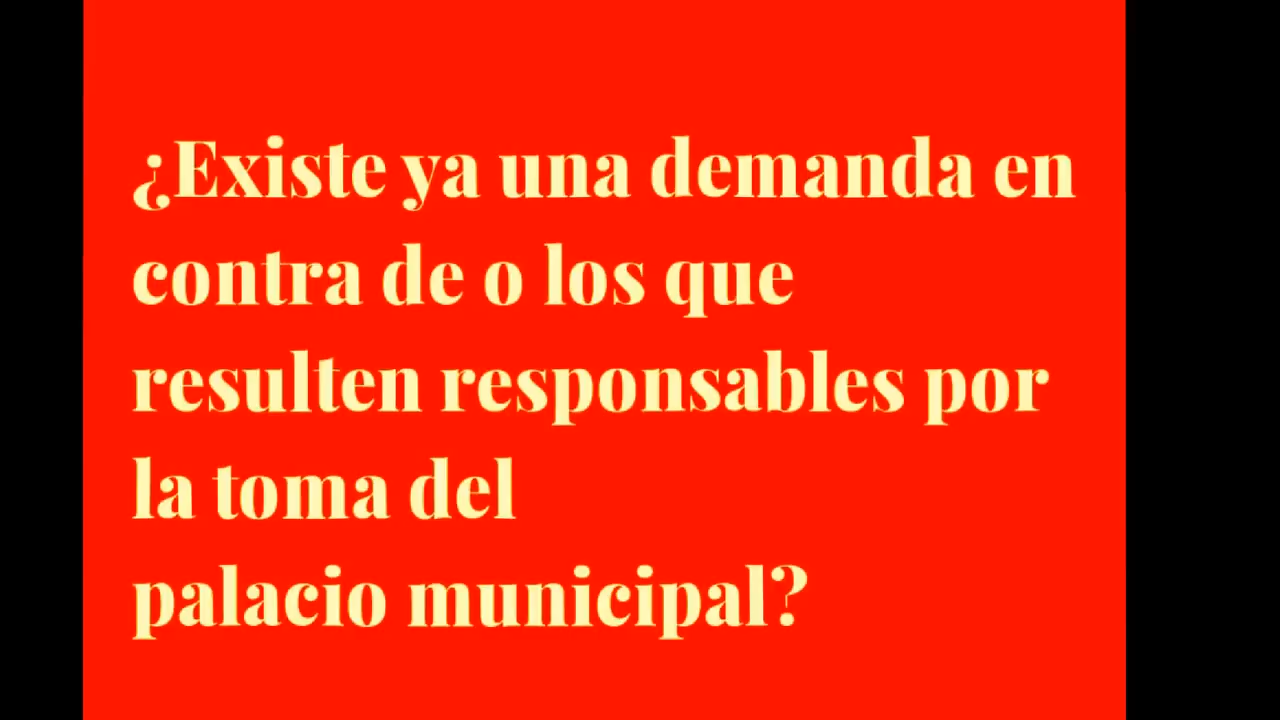 ¿Existe ya una demanda en
contra de o los que
resulten responsables por
la toma del
palacio municipal?